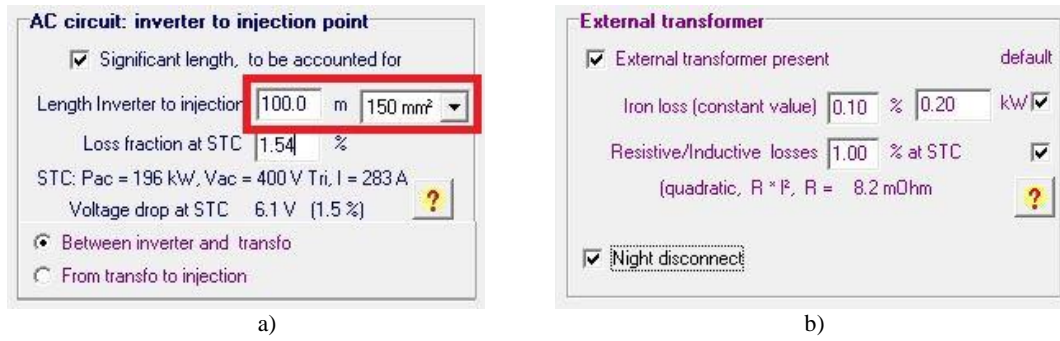 AC circuit: inverter to injection point
Significant length, to be accounted for
Length Inverter to injection 100.0 m 150 mm²
Loss fraction at STC 1.54 %
STC: Pac = 196 kW, Vac = 400 V Tri, I = 283 A
Voltage drop at STC 6.1 V (1.5 %) ?
Between inverter and transfo
From transfo to injection
a)
External transformer
External transformer present default
Iron loss (constant value) 0.10 % 0.20 kW
Resistive/Inductive losses 1.00 % at STC
(quadratic, R * I², R = 8.2 mOhm ?
Night disconnect
b)